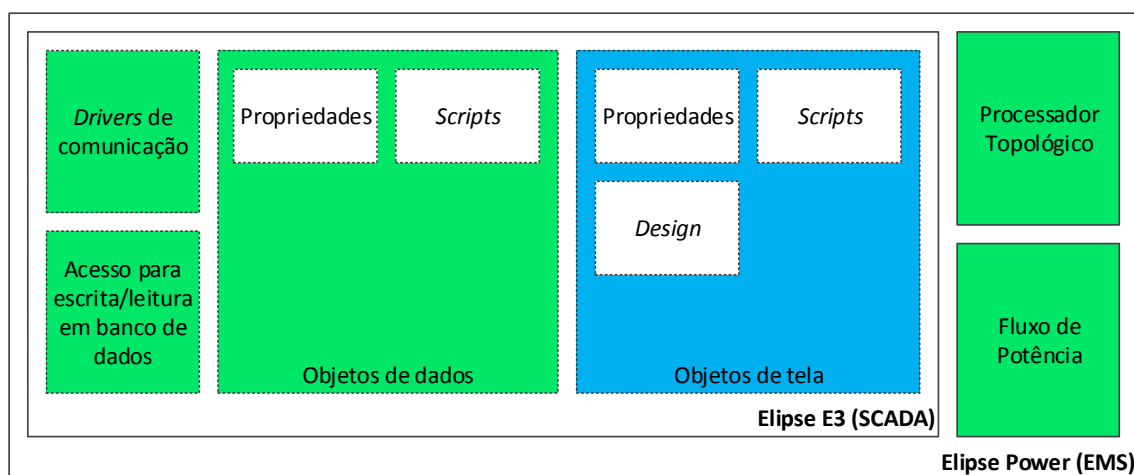 Drivers de
comunicação
Acesso para
escrita/leitura
em banco de
dados
Propriedades
Scripts
Objetos de dados
Propriedades
Scripts
Design
Objetos de tela
Elipse E3 (SCADA)
Processador
Topológico
Fluxo de
Potência
Elipse Power (EMS)